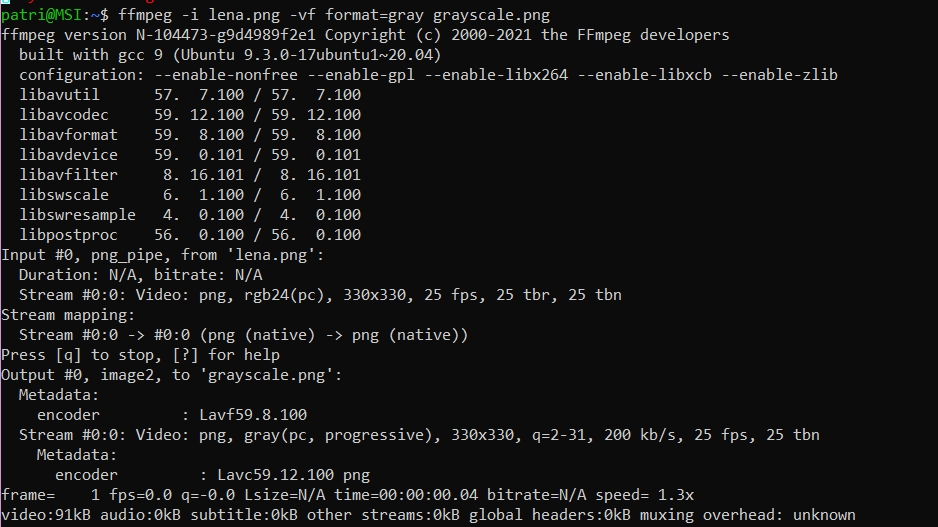 patri@MSI:~$ ffmpeg -i lena.png -vf format=gray grayscale.png
ffmpeg version N-104473-g9d4989f2e1 Copyright (c) 2000-2021 the FFmpeg developers
  built with gcc 9 (Ubuntu 9.3.0-17ubuntu1~20.04)
  configuration: --enable-nonfree --enable-gpl --enable-libx264 --enable-libxcb --enable-zlib
  libavutil      57.  7.100 / 57.  7.100
  libavcodec     59. 12.100 / 59. 12.100
  libavformat    59.  8.100 / 59.  8.100
  libavdevice    59.  0.101 / 59.  0.101
  libavfilter     8. 16.101 /  8. 16.101
  libswscale      6.  1.100 /  6.  1.100
  libswresample   4.  0.100 /  4.  0.100
  libpostproc    56.  0.100 / 56.  0.100
Input #0, png_pipe, from 'lena.png':
  Duration: N/A, bitrate: N/A
  Stream #0:0: Video: png, rgb24(pc), 330x330, 25 fps, 25 tbr, 25 tbn
Stream mapping:
  Stream #0:0 -> #0:0 (png (native) -> png (native))
Press [q] to stop, [?] for help
Output #0, image2, to 'grayscale.png':
  Metadata:
    encoder         : Lavf59.8.100
  Stream #0:0: Video: png, gray(pc, progressive), 330x330, q=2-31, 200 kb/s, 25 fps, 25 tbn
    Metadata:
      encoder         : Lavc59.12.100 png
frame=    1 fps=0.0 q=-0.0 Lsize=N/A time=00:00:00.04 bitrate=N/A speed= 1.3x
video:91kB audio:0kB subtitle:0kB other streams:0kB global headers:0kB muxing overhead: unknown